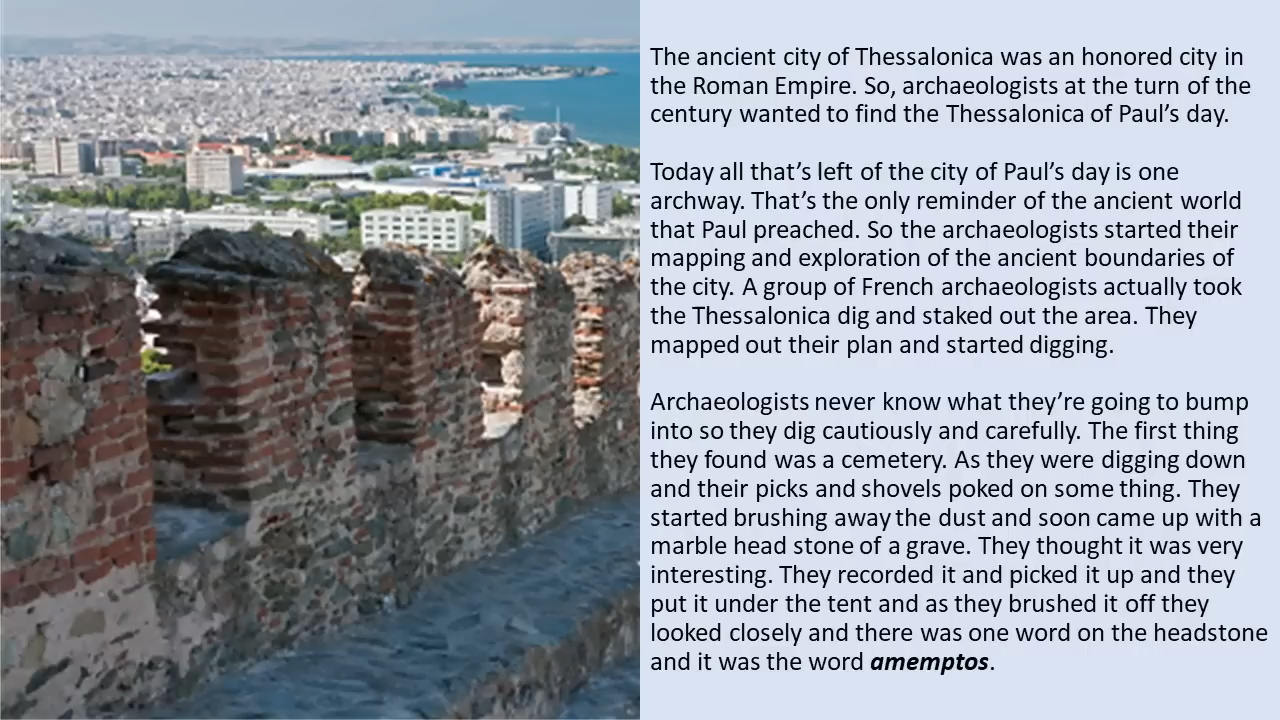 The ancient city of Thessalonica was an honored city in
the Roman Empire. So, archaeologists at the turn of the
century wanted to find the Thessalonica of Paul’s day.
Today all that’s left of the city of Paul’s day is one
archway. That’s the only reminder of the ancient world
that Paul preached. So the archaeologists started their
mapping and exploration of the ancient boundaries of
the city. A group of French archaeologists actually took
the Thessalonica dig and staked out the area. They
mapped out their plan and started digging.
Archaeologists never know what they’re going to bump
into so they dig cautiously and carefully. The first thing
they found was a cemetery. As they were digging down
and their picks and shovels poked on some thing. They
started brushing away the dust and soon came up with a
marble head stone of a grave. They thought it was very
interesting. They recorded it and picked it up and they
put it under the tent and as they brushed it off they
looked closely and there was one word on the headstone
and it was the word amemptos.